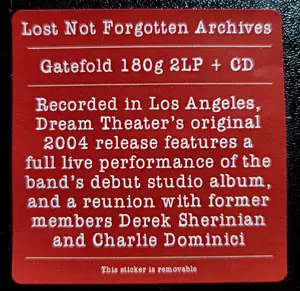 Lost Not Forgotten Archives
Gatefold 180g 2LP + CD
Recorded in Los Angeles,
Dream Theater's original
2004 release features a
full live performance of the
band's debut studio album,
and a reunion with former
members Derek Sherinian
and Charlie Dominici
This sticker is removable